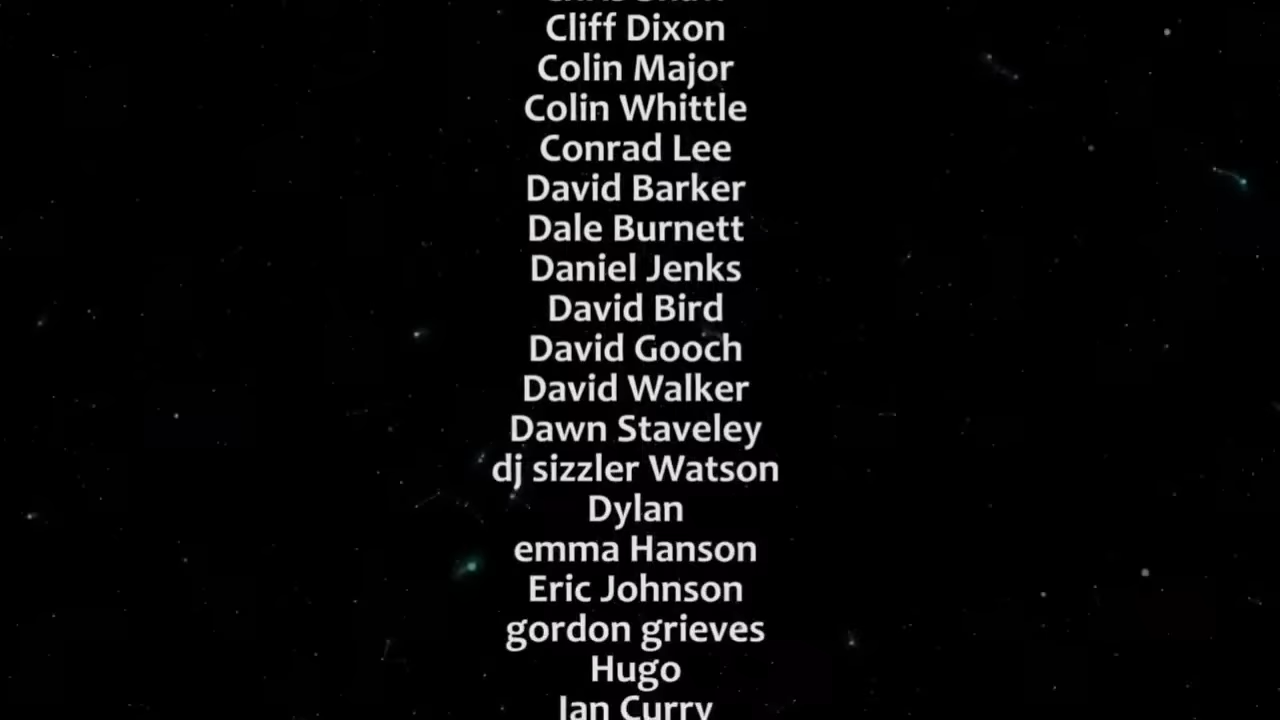 Cliff Dixon
Colin Major
Colin Whittle
Conrad Lee
David Barker
Dale Burnett
Daniel Jenks
David Bird
David Gooch
David Walker
Dawn Staveley
dj sizzler Watson
Dylan
emma Hanson
Eric Johnson
gordon grieves
Hugo
Ian Curry